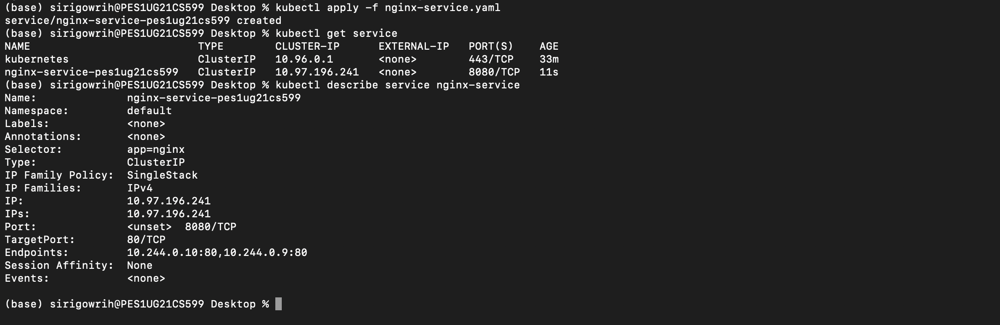 (base) sirigowrih@PES1UG21CS599 Desktop % kubectl apply -f nginx-service.yaml
service/nginx-service-pes1ug21cs599 created
(base) sirigowrih@PES1UG21CS599 Desktop % kubectl get service
NAME                          TYPE        CLUSTER-IP      EXTERNAL-IP   PORT(S)    AGE
kubernetes                    ClusterIP   10.96.0.1       <none>        443/TCP    33m
nginx-service-pes1ug21cs599   ClusterIP   10.97.196.241   <none>        8080/TCP   11s
(base) sirigowrih@PES1UG21CS599 Desktop % kubectl describe service nginx-service
Name:              nginx-service-pes1ug21cs599
Namespace:         default
Labels:            <none>
Annotations:       <none>
Selector:          app=nginx
Type:              ClusterIP
IP Family Policy:  SingleStack
IP Families:       IPv4
IP:                10.97.196.241
IPs:               10.97.196.241
Port:              <unset>  8080/TCP
TargetPort:        80/TCP
Endpoints:         10.244.0.10:80,10.244.0.9:80
Session Affinity:  None
Events:            <none>
(base) sirigowrih@PES1UG21CS599 Desktop %